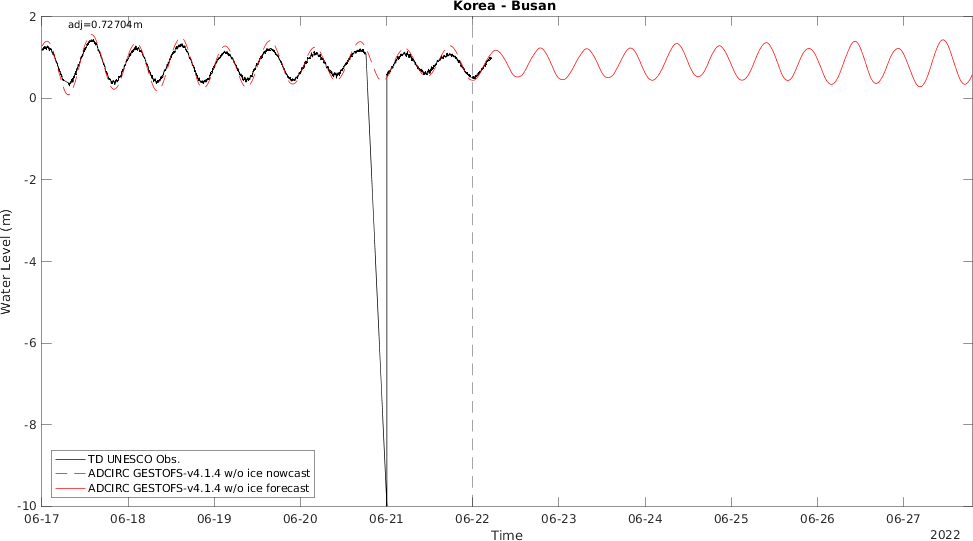 Korea - Busan
adj=0.72704m
2
0
-2
-4
-6
-8
-10
Water Level (m)
TD UNESCO Obs.
ADCIRC GESTOFS-v4.1.4 w/o ice nowcast
ADCIRC GESTOFS-v4.1.4 w/o ice forecast
06-17 06-18 06-19 06-20 06-21 06-22 06-23 06-24 06-25 06-26 06-27
Time
2022